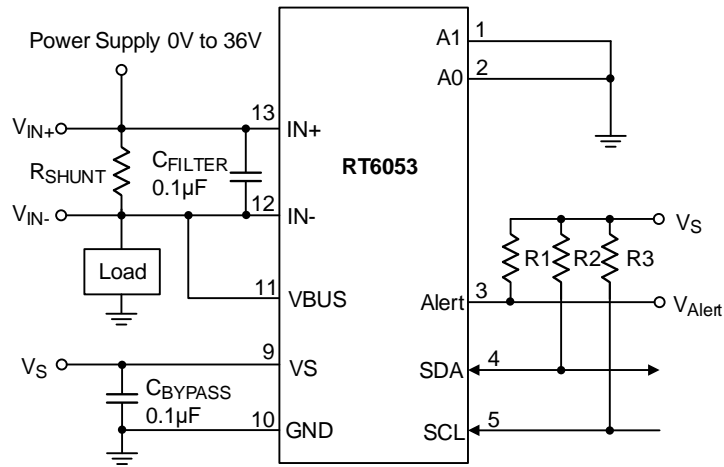 Power Supply 0V to 36V
A1
1
A0
2
VIN+
13
IN+
RSHUNT
CFILTER
0.1µF
RT6053
VIN-
12
IN-
Load
11
VBUS
R1
R2
R3
VS
Alert
3
VAlert
VS
9
VS
CBYPASS
0.1µF
10
GND
SDA
4
SCL
5